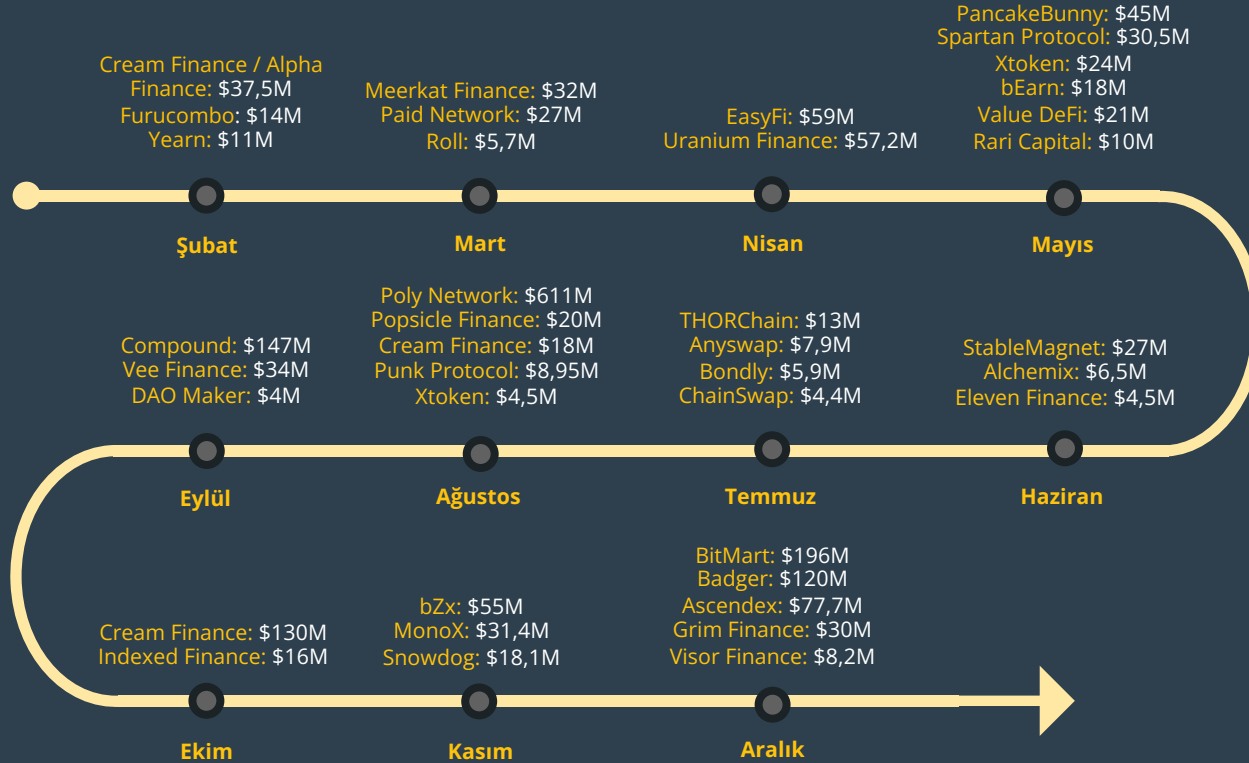 Cream Finance / Alpha
Finance: $37,5M
Furucombo: $14M
Yearn: $11M
Şubat
Meerkat Finance: $32M
Paid Network: $27M
Roll: $5,7M
Mart
EasyFi: $59M
Uranium Finance: $57,2M
Nisan
PancakeBunny: $45M
Spartan Protocol: $30,5M
Xtoken: $24M
bEarn: $18M
Value DeFi: $21M
Rari Capital: $10M
Mayıs
StableMagnet: $27M
Alchemix: $6,5M
Eleven Finance: $4,5M
Haziran
THORChain: $13M
Anyswap: $7,9M
Bondly: $5,9M
ChainSwap: $4,4M
Temmuz
Poly Network: $611M
Popsicle Finance: $20M
Cream Finance: $18M
Punk Protocol: $8,95M
Xtoken: $4,5M
Ağustos
Compound: $147M
Vee Finance: $34M
DAO Maker: $4M
Eylül
Cream Finance: $130M
Indexed Finance: $16M
Ekim
bZx: $55M
MonoX: $31,4M
Snowdog: $18,1M
Kasım
BitMart: $196M
Badger: $120M
Ascendex: $77,7M
Grim Finance: $30M
Visor Finance: $8,2M
Aralık